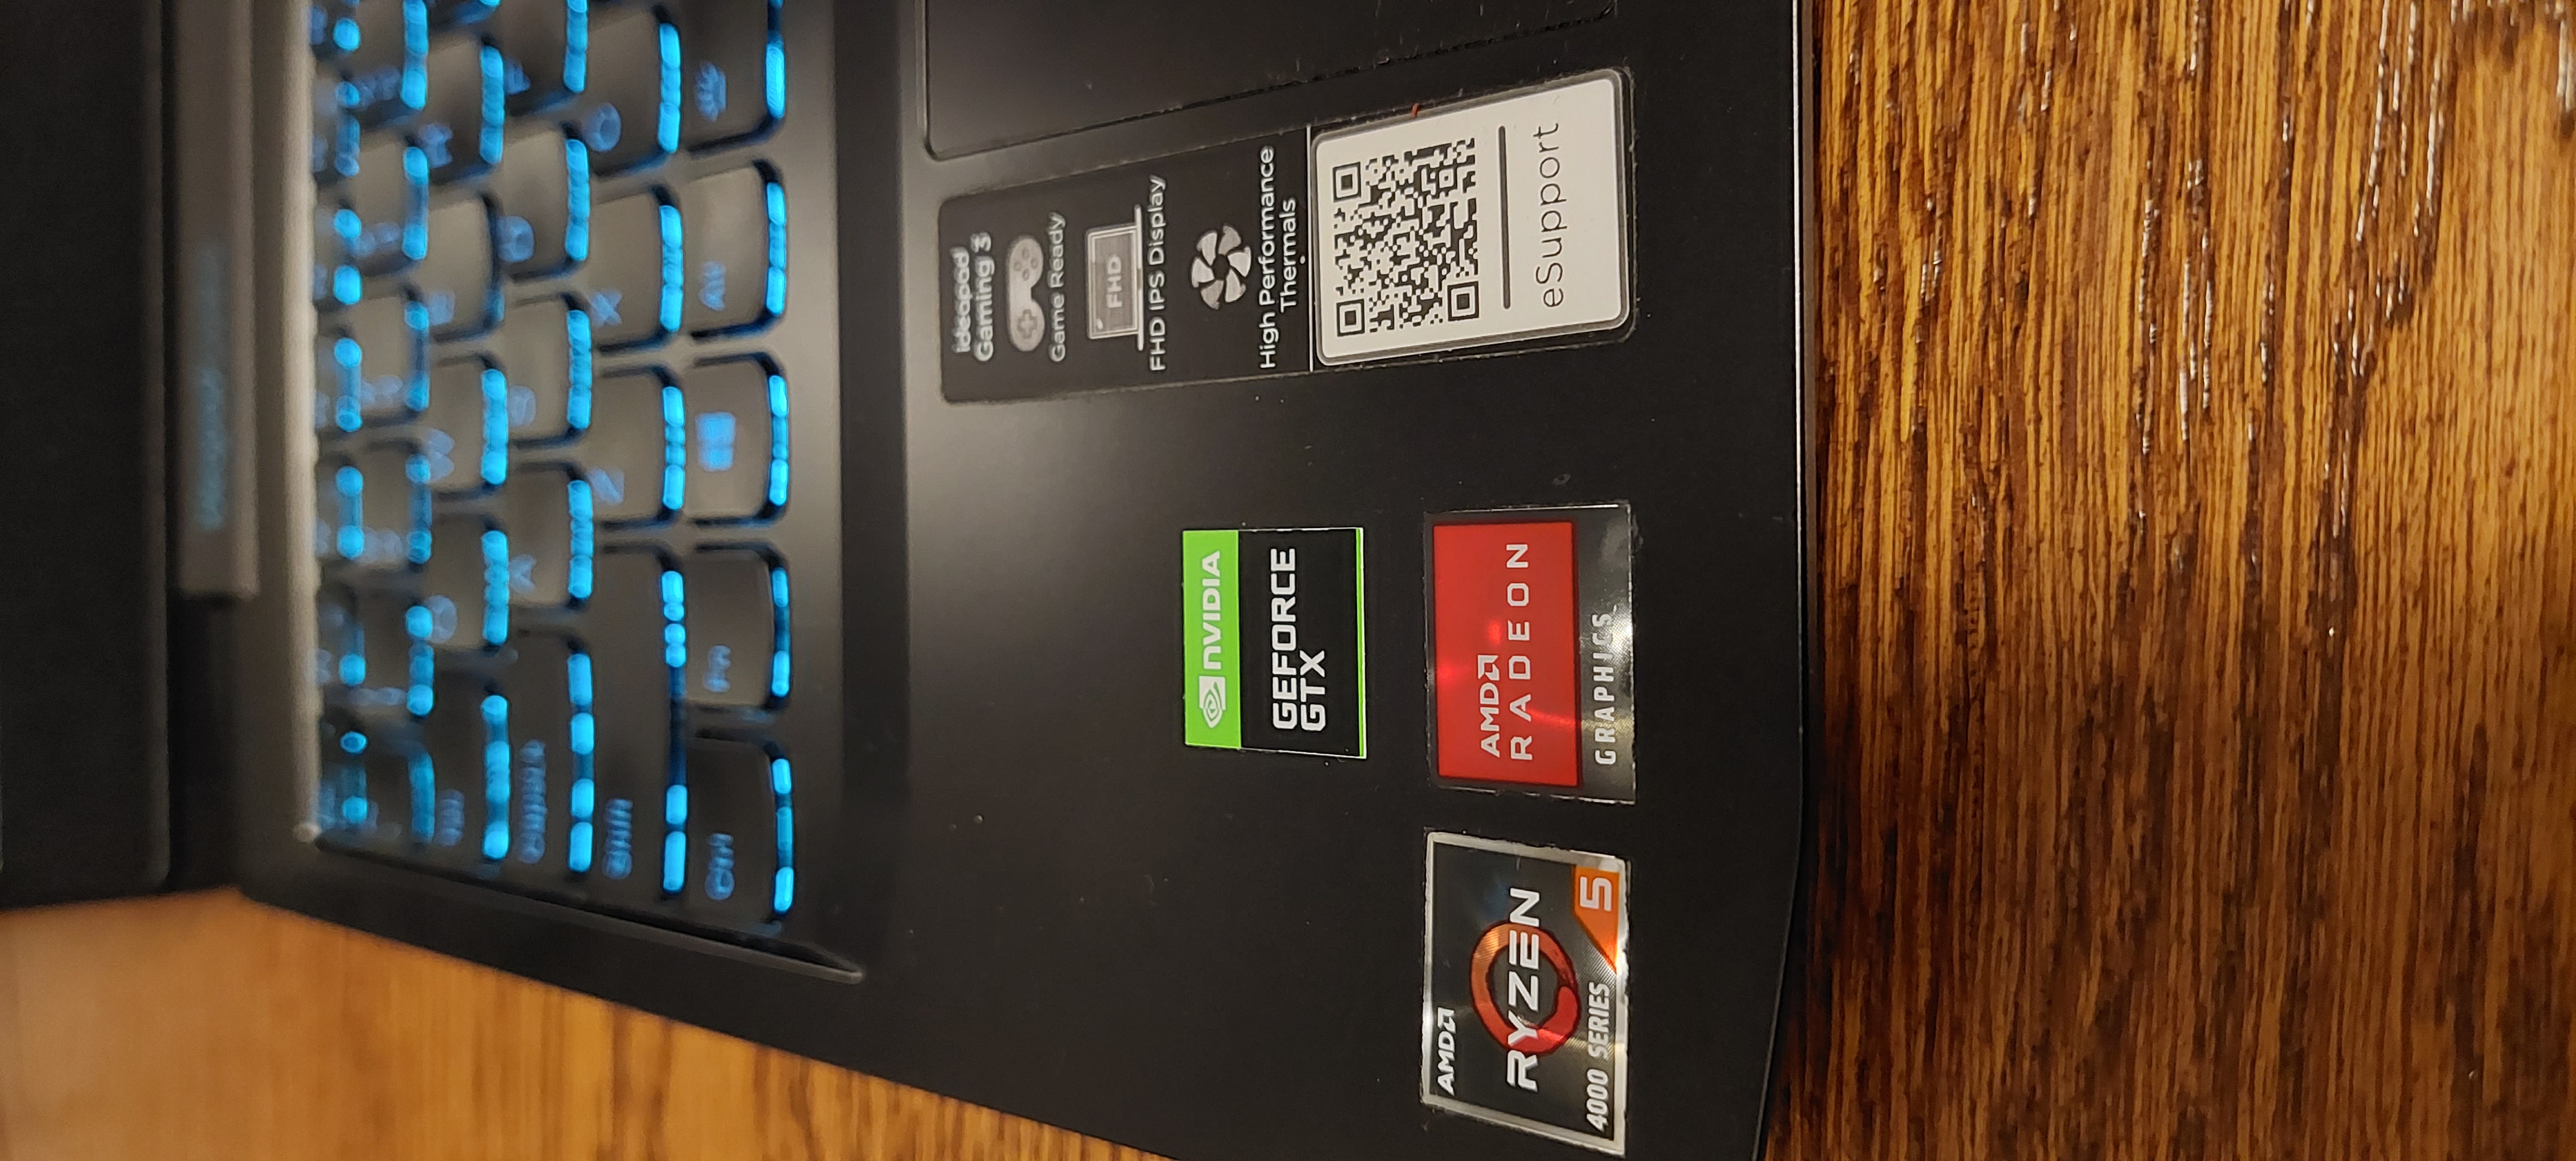 Shift
Z
X
Ctrl
Fn
Alt
ideapad
Gaming 3
Game Ready
FHD
FHD IPS Display
High Performance
Thermals
eSupport
NVIDIA
GEFORCE
GTX
AMD
RYZEN
4000 SERIES 5
AMD
RADEON
GRAPHICS